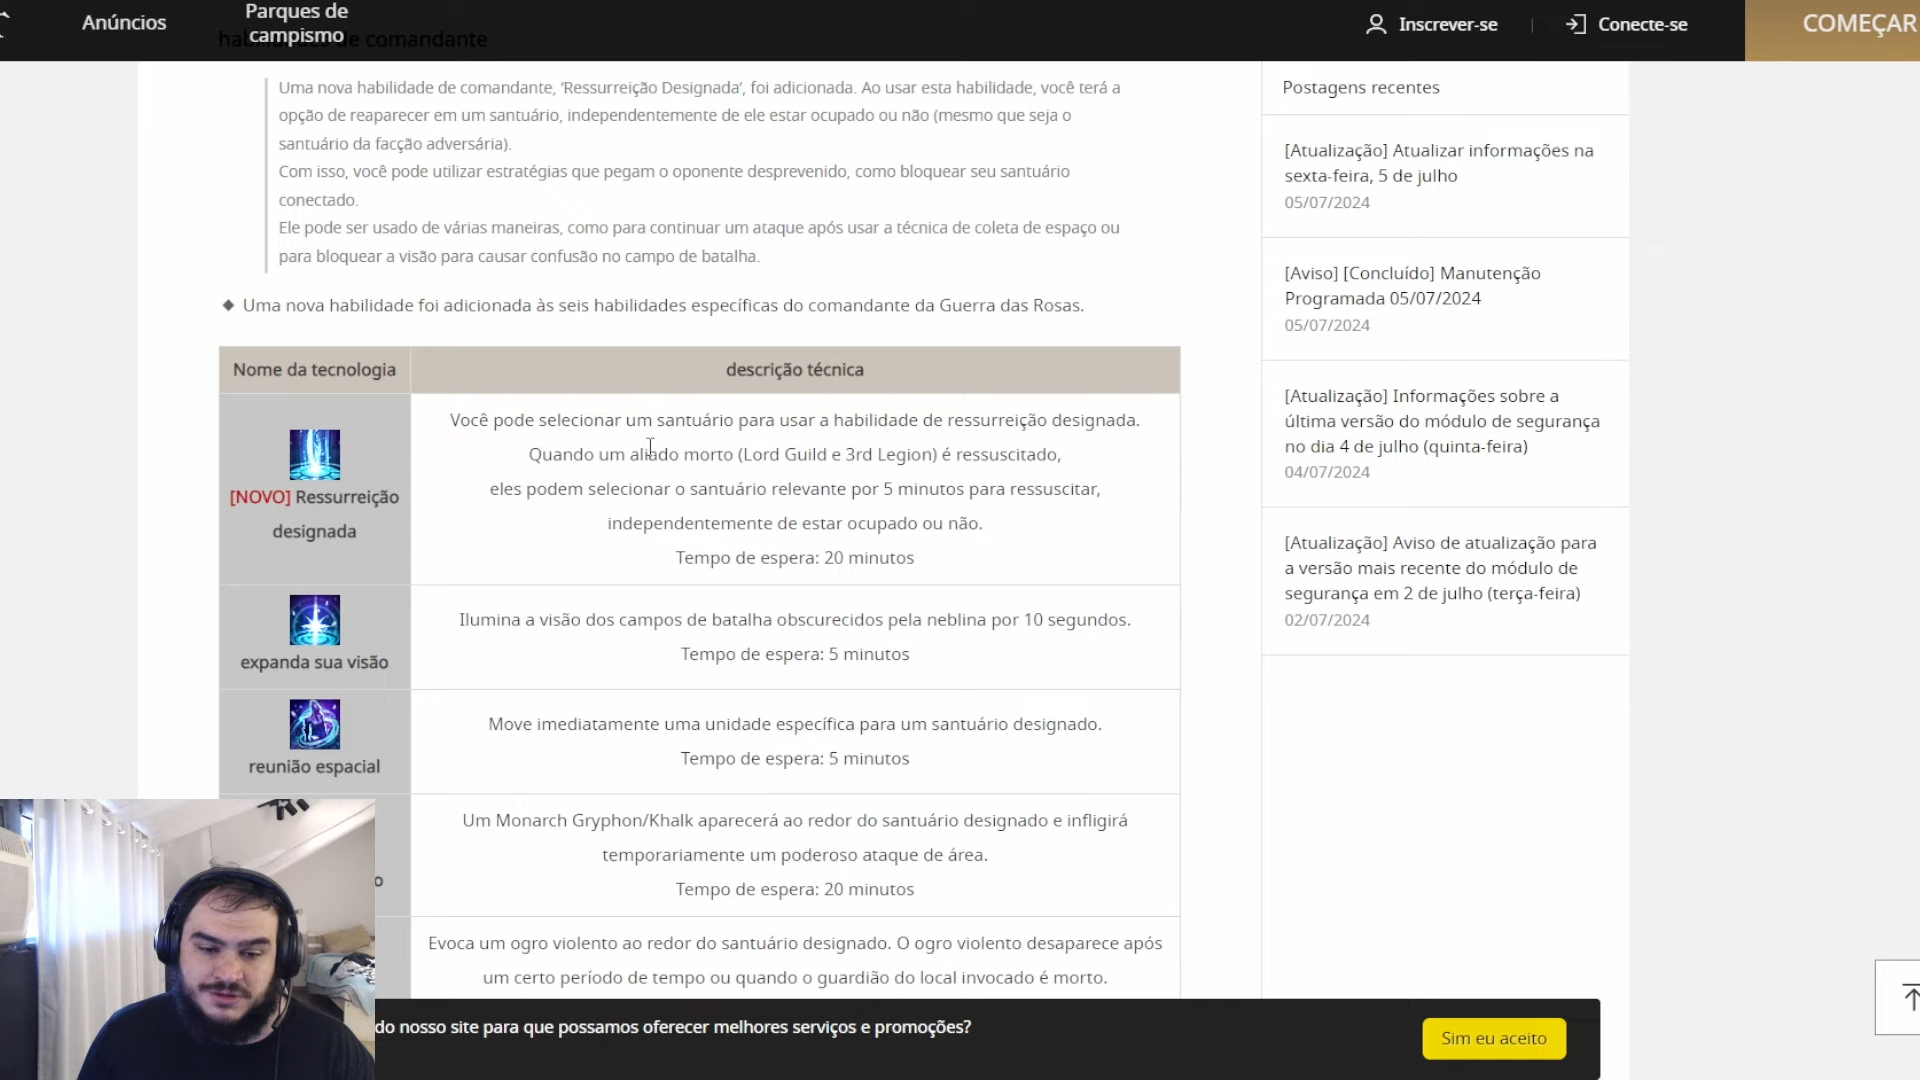 Anúncios
Parques de
campismo
Inscrever-se
Conecte-se
COMEÇAR
habilidades de comandante
Uma nova habilidade de comandante, 'Ressurreição Designada', foi adicionada. Ao usar esta habilidade, você terá a
opção de reaparecer em um santuário, independentemente de ele estar ocupado ou não (mesmo que seja o
santuário da facção adversária).
Com isso, você pode utilizar estratégias que pegam o oponente desprevenido, como bloquear seu santuário
conectado.
Ele pode ser usado de várias maneiras, como para continuar um ataque após usar a técnica de coleta de espaço ou
para bloquear a visão para causar confusão no campo de batalha.
◆ Uma nova habilidade foi adicionada às seis habilidades específicas do comandante da Guerra das Rosas.
Nome da tecnologia
descrição técnica
[NOVO] Ressurreição
designada
Você pode selecionar um santuário para usar a habilidade de ressurreição designada.
Quando um aliado morto (Lord Guild e 3rd Legion) é ressuscitado,
eles podem selecionar o santuário relevante por 5 minutos para ressuscitar,
independentemente de estar ocupado ou não.
Tempo de espera: 20 minutos
expanda sua visão
Ilumina a visão dos campos de batalha obscurecidos pela neblina por 10 segundos.
Tempo de espera: 5 minutos
reunião espacial
Move imediatamente uma unidade específica para um santuário designado.
Tempo de espera: 5 minutos
Um Monarch Gryphon/Khalk aparecerá ao redor do santuário designado e infligirá
temporariamente um poderoso ataque de área.
Tempo de espera: 20 minutos
Evoca um ogro violento ao redor do santuário designado. O ogro violento desaparece após
um certo período de tempo ou quando o guardião do local invocado é morto.
Postagens recentes
[Atualização] Atualizar informações na
sexta-feira, 5 de julho
05/07/2024
[Aviso] [Concluído] Manutenção
Programada 05/07/2024
05/07/2024
[Atualização] Informações sobre a
última versão do módulo de segurança
no dia 4 de julho (quinta-feira)
04/07/2024
[Atualização] Aviso de atualização para
a versão mais recente do módulo de
segurança em 2 de julho (terça-feira)
02/07/2024
do nosso site para que possamos oferecer melhores serviços e promoções?
Sim eu aceito